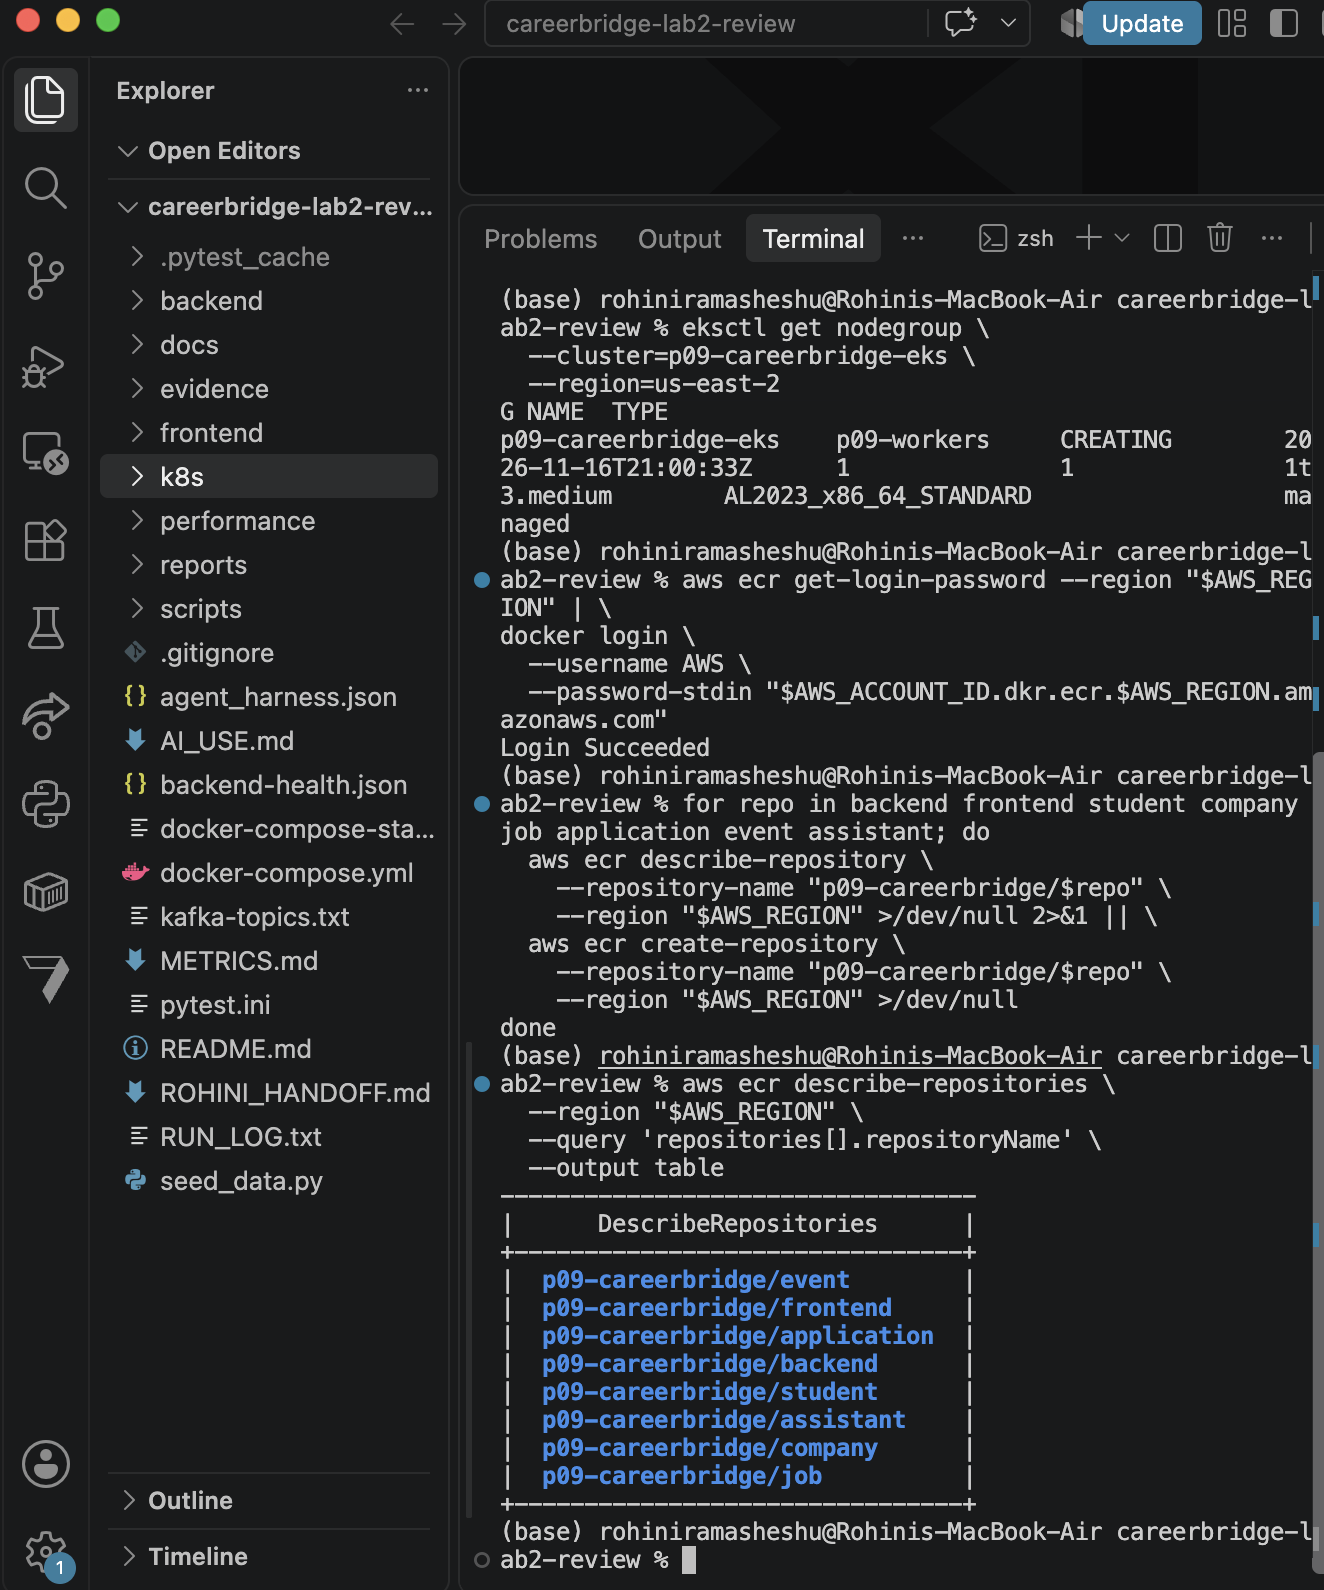 careerbridge-lab2-review
Update
Explorer
Open Editors
careerbridge-lab2-rev...
.pytest_cache
backend
docs
evidence
frontend
k8s
performance
reports
scripts
.gitignore
agent_harness.json
AI_USE.md
backend-health.json
docker-compose-sta...
docker-compose.yml
kafka-topics.txt
METRICS.md
pytest.ini
README.md
ROHINI_HANDOFF.md
RUN_LOG.txt
seed_data.py
Outline
Timeline
1
Problems Output Terminal zsh
(base) rohiniramasheshu@Rohinis-MacBook-Air careerbridge-l
ab2-review % eksctl get nodegroup \
--cluster=p09-careerbridge-eks \
--region=us-east-2
G NAME TYPE
p09-careerbridge-eks p09-workers CREATING 20
26-11-16T21:00:33Z 1 1 1t
3.medium AL2023_x86_64_STANDARD ma
naged
(base) rohiniramasheshu@Rohinis-MacBook-Air careerbridge-l
ab2-review % aws ecr get-login-password --region "$AWS_REG
ION" | \
docker login \
--username AWS \
--password-stdin "$AWS_ACCOUNT_ID.dkr.ecr.$AWS_REGION.am
azonaws.com"
Login Succeeded
(base) rohiniramasheshu@Rohinis-MacBook-Air careerbridge-l
ab2-review % for repo in backend frontend student company
job application event assistant; do
aws ecr describe-repository \
--repository-name "p09-careerbridge/$repo" \
--region "$AWS_REGION" >/dev/null 2>&1 || \
aws ecr create-repository \
--repository-name "p09-careerbridge/$repo" \
--region "$AWS_REGION" >/dev/null
done
(base) rohiniramasheshu@Rohinis-MacBook-Air careerbridge-l
ab2-review % aws ecr describe-repositories \
--region "$AWS_REGION" \
--query 'repositories[].repositoryName' \
--output table
-----------------------------------
| DescribeRepositories |
+---------------------------------+
| p09-careerbridge/event |
| p09-careerbridge/frontend |
| p09-careerbridge/application |
| p09-careerbridge/backend |
| p09-careerbridge/student |
| p09-careerbridge/assistant |
| p09-careerbridge/company |
| p09-careerbridge/job |
+---------------------------------+
(base) rohiniramasheshu@Rohinis-MacBook-Air careerbridge-l
ab2-review %